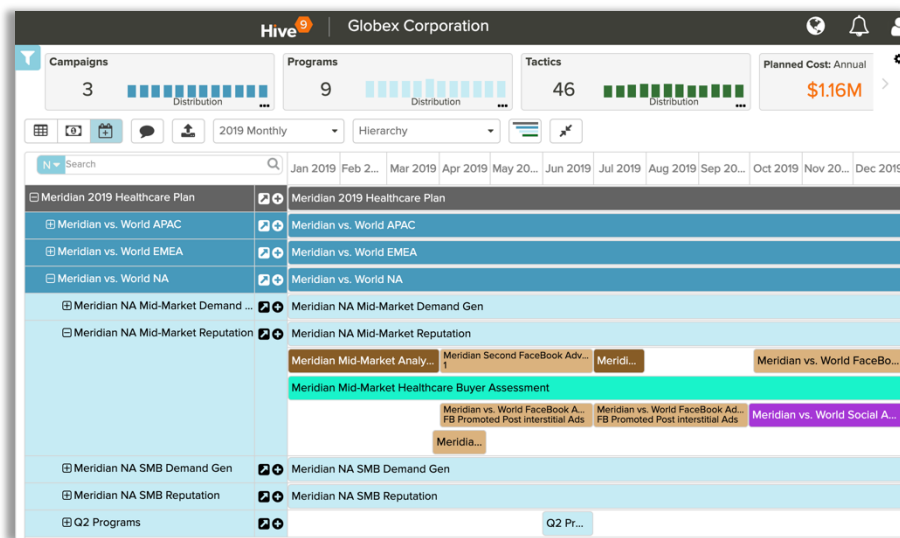 Hive9 Globex Corporation
Campaigns
3
Distribution
Programs
9
Distribution
Tactics
46
Distribution
Planned Cost: Annual
$1.16M
2019 Monthly
Hierarchy
N
Search
Jan 2019 Feb 2... Mar 2019 Apr 2019 May 20... Jun 2019 Jul 2019 Aug 2019 Sep 20... Oct 2019 Nov 20... Dec 2019
Meridian 2019 Healthcare Plan Meridian 2019 Healthcare Plan
Meridian vs. World APAC Meridian vs. World APAC
Meridian vs. World EMEA Meridian vs. World EMEA
Meridian vs. World NA Meridian vs. World NA
Meridian NA Mid-Market Demand ... Meridian NA Mid-Market Demand Gen
Meridian NA Mid-Market Reputation Meridian NA Mid-Market Reputation
Meridian Mid-Market Analy...
Meridian Second FaceBook Adv...
1
Meridi...
Meridian vs. World FaceBo...
Meridian Mid-Market Healthcare Buyer Assessment
Meridian vs. World FaceBook A...
FB Promoted Post interstitial Ads
Meridian vs. World FaceBook Ad...
FB Promoted Post interstitial Ads
Meridian vs. World Social A...
Meridia...
Meridian NA SMB Demand Gen Meridian NA SMB Demand Gen
Meridian NA SMB Reputation Meridian NA SMB Reputation
Q2 Programs Q2 Pr...